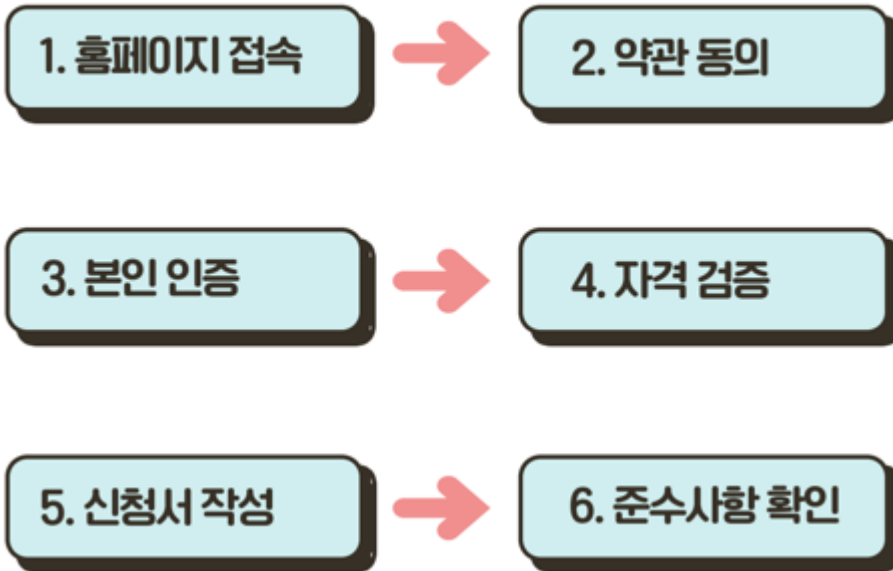 1. 홈페이지 접속
2. 약관 동의
3. 본인 인증
4. 자격 검증
5. 신청서 작성
6. 준수사항 확인